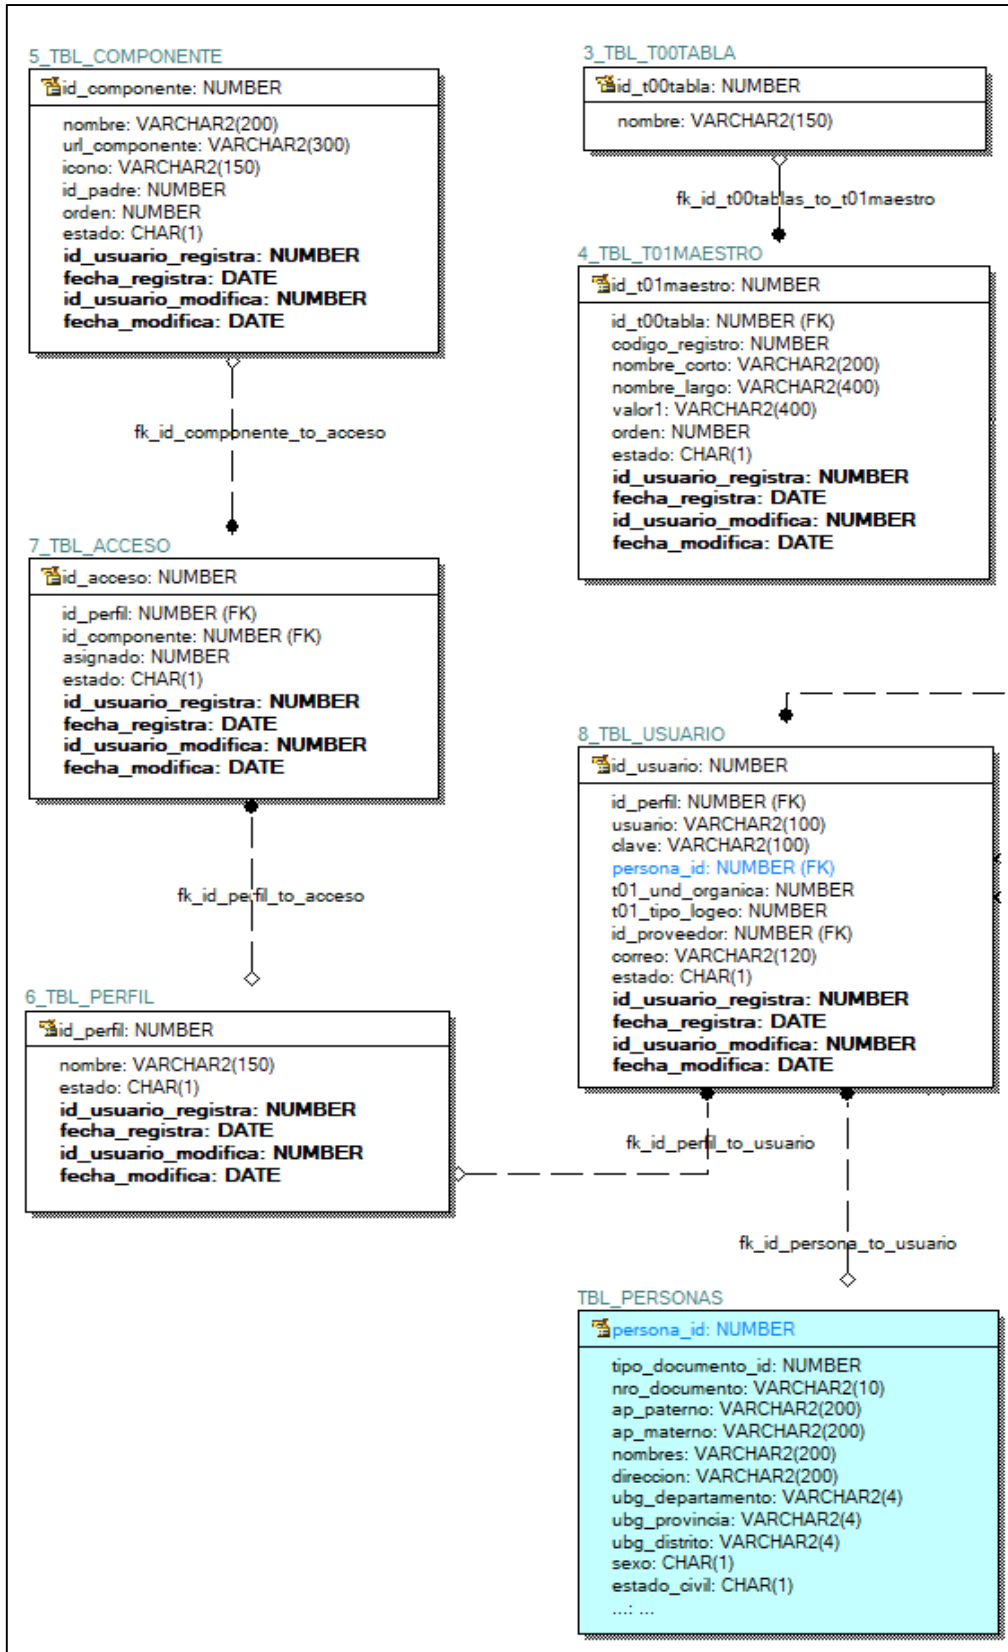 5_TBL_COMPONENTE
id_componente: NUMBER
nombre: VARCHAR2(200)
url_componente: VARCHAR2(300)
icono: VARCHAR2(150)
id_padre: NUMBER
orden: NUMBER
estado: CHAR(1)
id_usuario_registra: NUMBER
fecha_registra: DATE
id_usuario_modifica: NUMBER
fecha_modifica: DATE
fk_id_componente_to_acceso
7_TBL_ACCESO
id_acceso: NUMBER
id_perfil: NUMBER (FK)
id_componente: NUMBER (FK)
asignado: NUMBER
estado: CHAR(1)
id_usuario_registra: NUMBER
fecha_registra: DATE
id_usuario_modifica: NUMBER
fecha_modifica: DATE
fk_id_perfil_to_acceso
6_TBL_PERFIL
id_perfil: NUMBER
nombre: VARCHAR2(150)
estado: CHAR(1)
id_usuario_registra: NUMBER
fecha_registra: DATE
id_usuario_modifica: NUMBER
fecha_modifica: DATE
3_TBL_T00TABLA
id_t00tabla: NUMBER
nombre: VARCHAR2(150)
fk_id_t00tablas_to_t01maestro
4_TBL_T01MAESTRO
id_t01maestro: NUMBER
id_t00tabla: NUMBER (FK)
codigo_registro: NUMBER
nombre_corto: VARCHAR2(200)
nombre_largo: VARCHAR2(400)
valor1: VARCHAR2(400)
orden: NUMBER
estado: CHAR(1)
id_usuario_registra: NUMBER
fecha_registra: DATE
id_usuario_modifica: NUMBER
fecha_modifica: DATE
8_TBL_USUARIO
id_usuario: NUMBER
id_perfil: NUMBER (FK)
usuario: VARCHAR2(100)
clave: VARCHAR2(100)
persona_id: NUMBER (FK)
t01_und_organica: NUMBER
t01_tipo_logeo: NUMBER
id_proveedor: NUMBER (FK)
correo: VARCHAR2(120)
estado: CHAR(1)
id_usuario_registra: NUMBER
fecha_registra: DATE
id_usuario_modifica: NUMBER
fecha_modifica: DATE
fk_id_perfil_to_usuario
fk_id_persona_to_usuario
TBL_PERSONAS
persona_id: NUMBER
tipo_documento_id: NUMBER
nro_documento: VARCHAR2(10)
ap_paterno: VARCHAR2(200)
ap_materno: VARCHAR2(200)
nombres: VARCHAR2(200)
direccion: VARCHAR2(200)
ubg_departamento: VARCHAR2(4)
ubg_provincia: VARCHAR2(4)
ubg_distrito: VARCHAR2(4)
sexo: CHAR(1)
estado_civil: CHAR(1)
...: ...